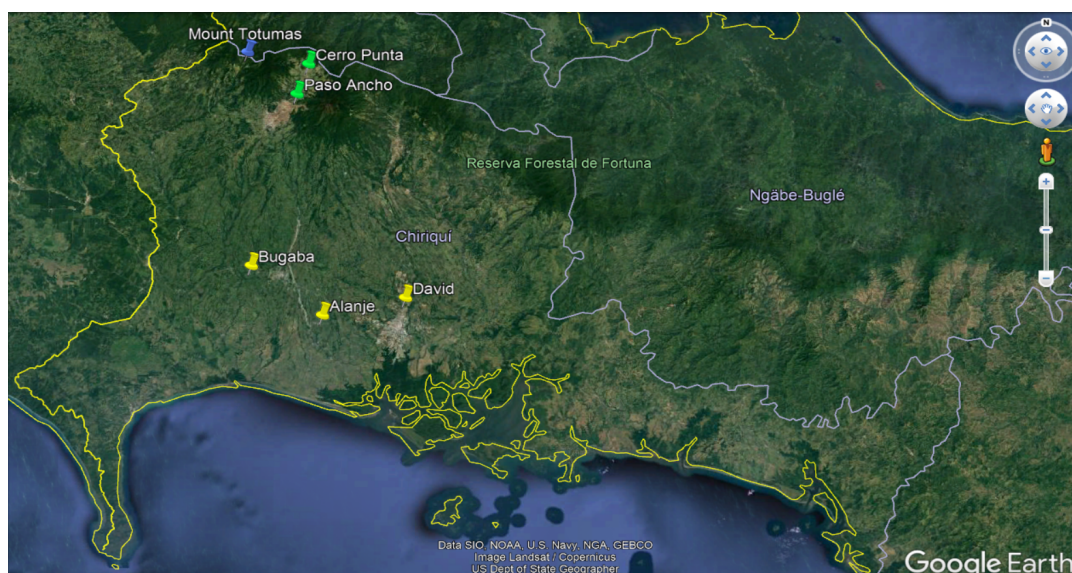 Mount Totumas
N
Cerro Punta
Paso Ancho
Reserva Forestal de Fortuna
Ngäbe-Buglé
Chiriquí
Bugaba
David
Alanje
Data SIO, NOAA, U.S. Navy, NGA, GEBCO
Image Landsat / Copernicus
US Dept of State Geographer
Google Earth